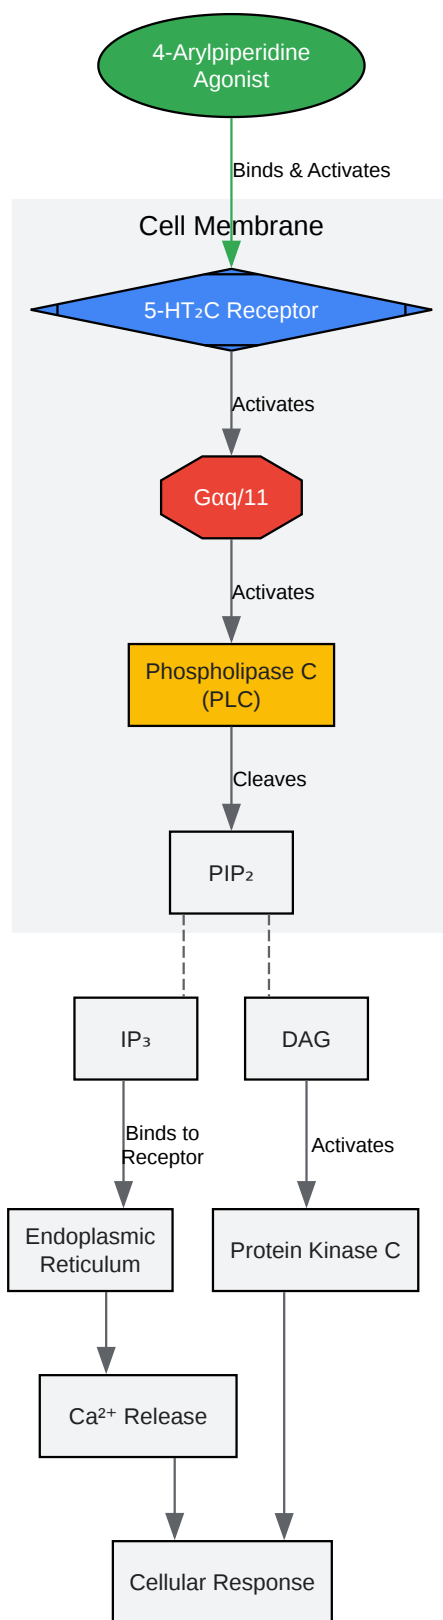 4-Arylpiperidine
Agonist
Binds & Activates
Cell Membrane
5-HT₂C Receptor
Activates
Gαq/11
Activates
Phospholipase C
(PLC)
Cleaves
PIP₂
IP₃
DAG
Binds to
Receptor
Activates
Endoplasmic
Reticulum
Protein Kinase C
Ca²⁺ Release
Cellular Response